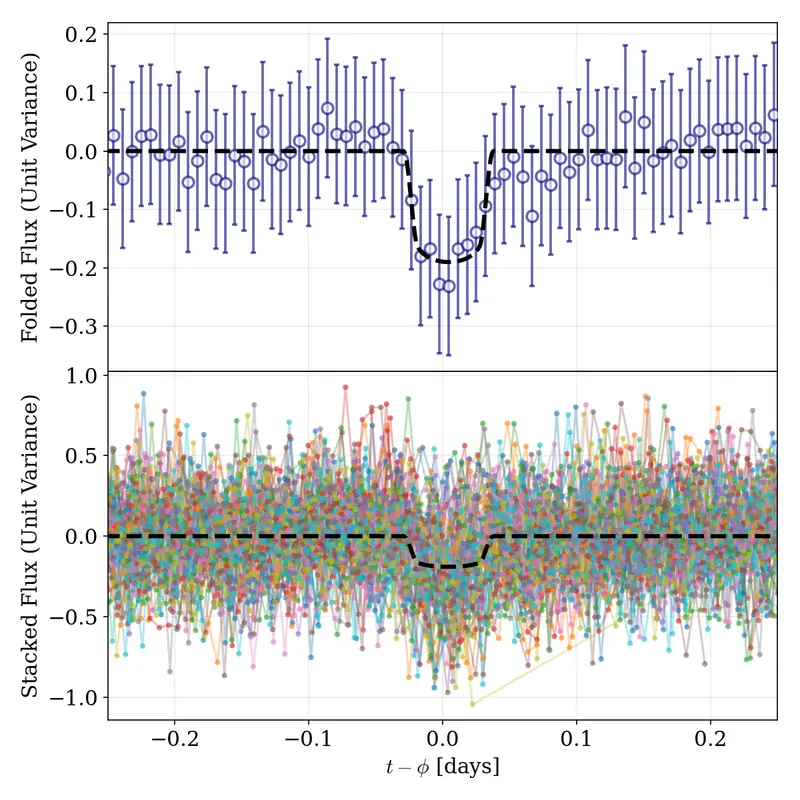 Folded Flux (Unit Variance)
0.2
0.1
0.0
−0.1
−0.2
−0.3
Stacked Flux (Unit Variance)
1.0
0.5
0.0
−0.5
−1.0
−0.2 −0.1 0.0 0.1 0.2
t − ϕ [days]